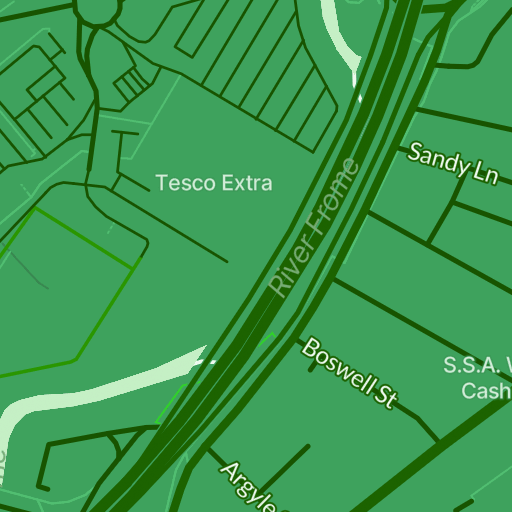 Sandy Ln
Tesco Extra
River Frome
Boswell St
S.S.A. W
Cash
Argyle